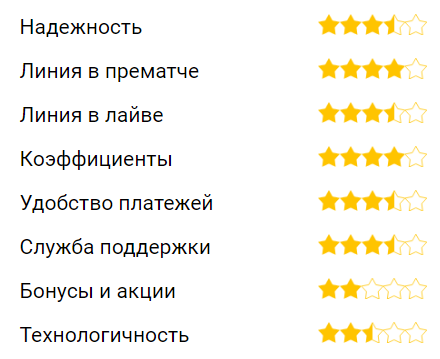 Надежность
Линия в прематче
Линия в лайве
Коэффициенты
Удобство платежей
Служба поддержки
Бонусы и акции
Технологичность